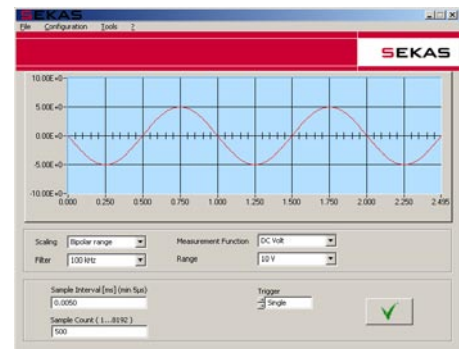 SEKAS
File Configuration Tools ?
SEKAS
10.00E+0
5.00E+0
0.00E+0
-5.00E+0
-10.00E+0
0.000 0.250 0.500 0.750 1.000 1.250 1.500 1.750 2.000 2.250 2.495
Scaling Bipolar range Measurement Function DC Volt
Filter 100 kHz Range 10 V
Sample Interval [ms] (min 5µs) Trigger
0.0050 Single
Sample Count ( 1...8192 )
500